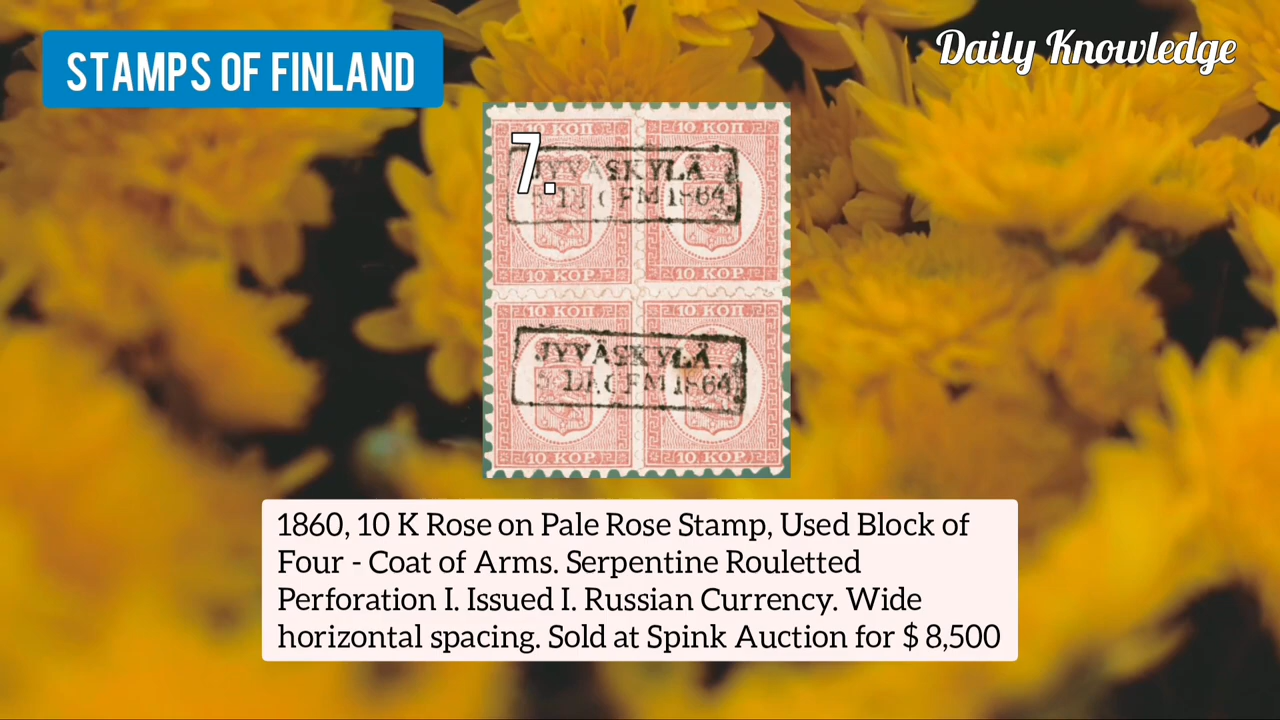 STAMPS OF FINLAND
Daily Knowledge
7.
10 КОП. 10 КОП.
JYVÄSKYLÄ
1864
10 KOP. 10 KOP.
10 КОП. 10 КОП.
JYVÄSKYLÄ.
1864
10 KOP. 10 KOP.
1860, 10 K Rose on Pale Rose Stamp, Used Block of
Four - Coat of Arms. Serpentine Rouletted
Perforation I. Issued I. Russian Currency. Wide
horizontal spacing. Sold at Spink Auction for $ 8,500